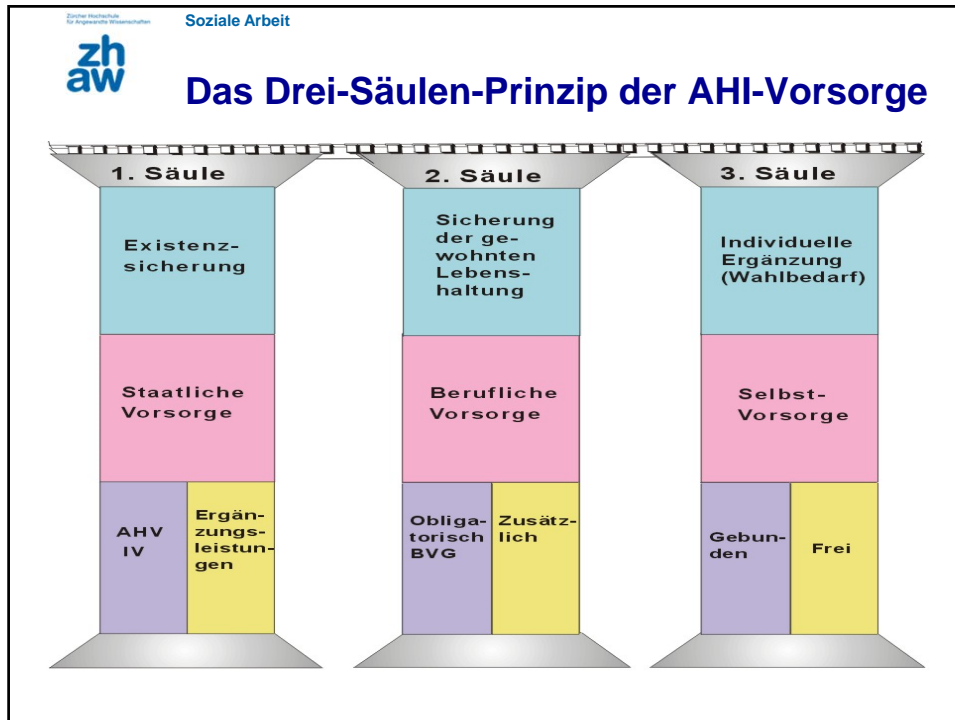 Zürcher Hochschule
für Angewandte Wissenschaften
Soziale Arbeit
zh
aw
Das Drei-Säulen-Prinzip der AHI-Vorsorge
1. Säule
Existenz-
sicherung
Staatliche
Vorsorge
AHV
IV
Ergän-
zungs-
leistun-
gen
2. Säule
Sicherung
der ge-
wohnten
Lebens-
haltung
Berufliche
Vorsorge
Obliga-
torisch
BVG
Zusätz-
lich
3. Säule
Individuelle
Ergänzung
(Wahlbedarf)
Selbst-
Vorsorge
Gebun-
den
Frei